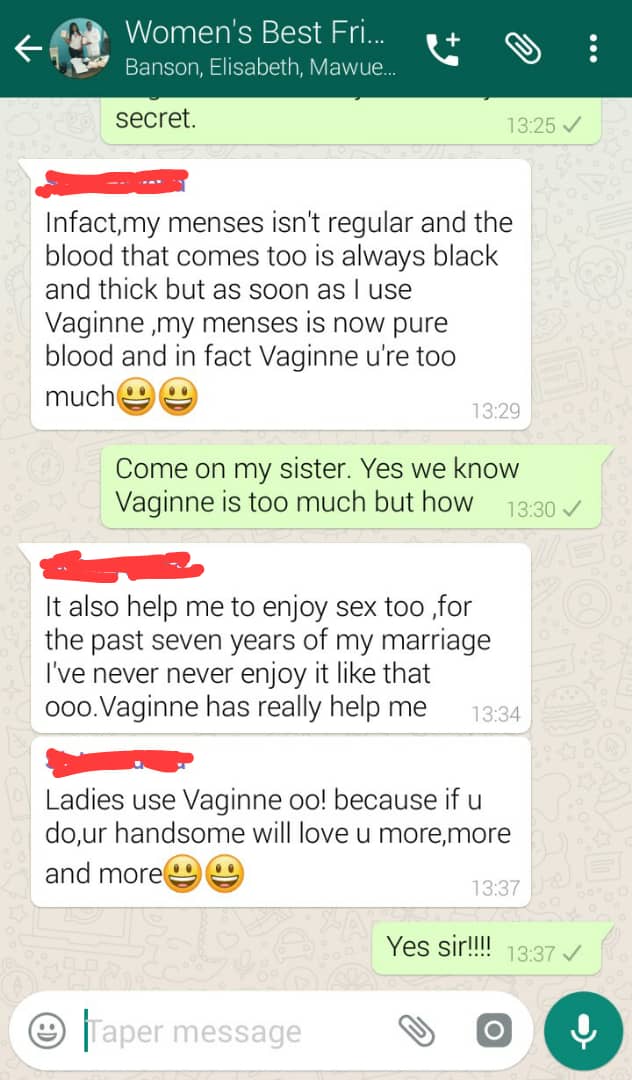 Women's Best Fri...
Banson, Elisabeth, Mawue...
secret.
13:25
Infact,my menses isn't regular and the
blood that comes too is always black
and thick but as soon as I use
Vaginne ,my menses is now pure
blood and in fact Vaginne u're too
much😃😃
13:29
Come on my sister. Yes we know
Vaginne is too much but how
13:30
It also help me to enjoy sex too ,for
the past seven years of my marriage
I've never never enjoy it like that
ooo.Vaginne has really help me
13:34
Ladies use Vaginne oo! because if u
do,ur handsome will love u more,more
and more😃😃
13:37
Yes sir!!!!
13:37
Taper message